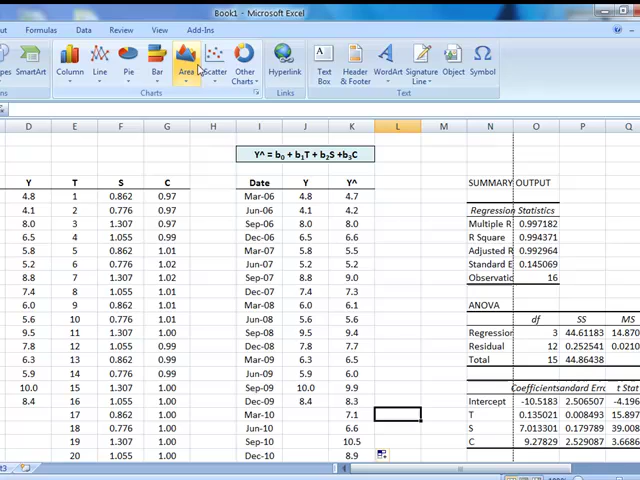 Book1 - Microsoft Excel
out Formulas Data Review View Add-Ins
SmartArt Column Line Pie Bar Area Scatter Other Charts Hyperlink Text Box Header & Footer WordArt Signature Line Object Symbol
Charts Links Text
D E F G H I J K L M N O P Q
Y^ = b0 + b1T + b2S +b3C
Y T S C Date Y Y^ SUMMARY OUTPUT
4.8 1 0.862 0.97 Mar-06 4.8 4.7
4.1 2 0.776 0.97 Jun-06 4.1 4.2 Regression Statistics
8.0 3 1.307 0.97 Sep-06 8.0 8.0 Multiple R 0.997182
6.5 4 1.055 0.99 Dec-06 6.5 6.6 R Square 0.994371
5.8 5 0.862 1.01 Mar-07 5.8 5.8 Adjusted R 0.992964
5.2 6 0.776 1.01 Jun-07 5.2 5.2 Standard E 0.145069
8.8 7 1.307 1.02 Sep-07 8.8 9.0 Observatio 16
7.4 8 1.055 1.01 Dec-07 7.4 7.3
6.0 9 0.862 1.01 Mar-08 6.0 6.1 ANOVA
5.6 10 0.776 1.01 Jun-08 5.6 5.5 df SS MS
9.5 11 1.307 1.00 Sep-08 9.5 9.4 Regression 3 44.61183 14.870
7.8 12 1.055 1.00 Dec-08 7.8 7.8 Residual 12 0.252541 0.0210
6.3 13 0.862 0.99 Mar-09 6.3 6.5 Total 15 44.86438
5.9 14 0.776 1.00 Jun-09 5.9 6.0
10.0 15 1.307 1.00 Sep-09 10.0 9.9 Coefficients andard Erro t Stat
8.4 16 1.055 1.00 Dec-09 8.4 8.3 Intercept -10.5183 2.506507 -4.196
17 0.862 1.00 Mar-10 7.1 T 0.135021 0.008493 15.897
18 0.776 1.00 Jun-10 6.6 S 7.013301 0.179789 39.008
19 1.307 1.00 Sep-10 10.5 C 9.27829 2.529087 3.6686
20 1.055 1.00 Dec-10 8.9